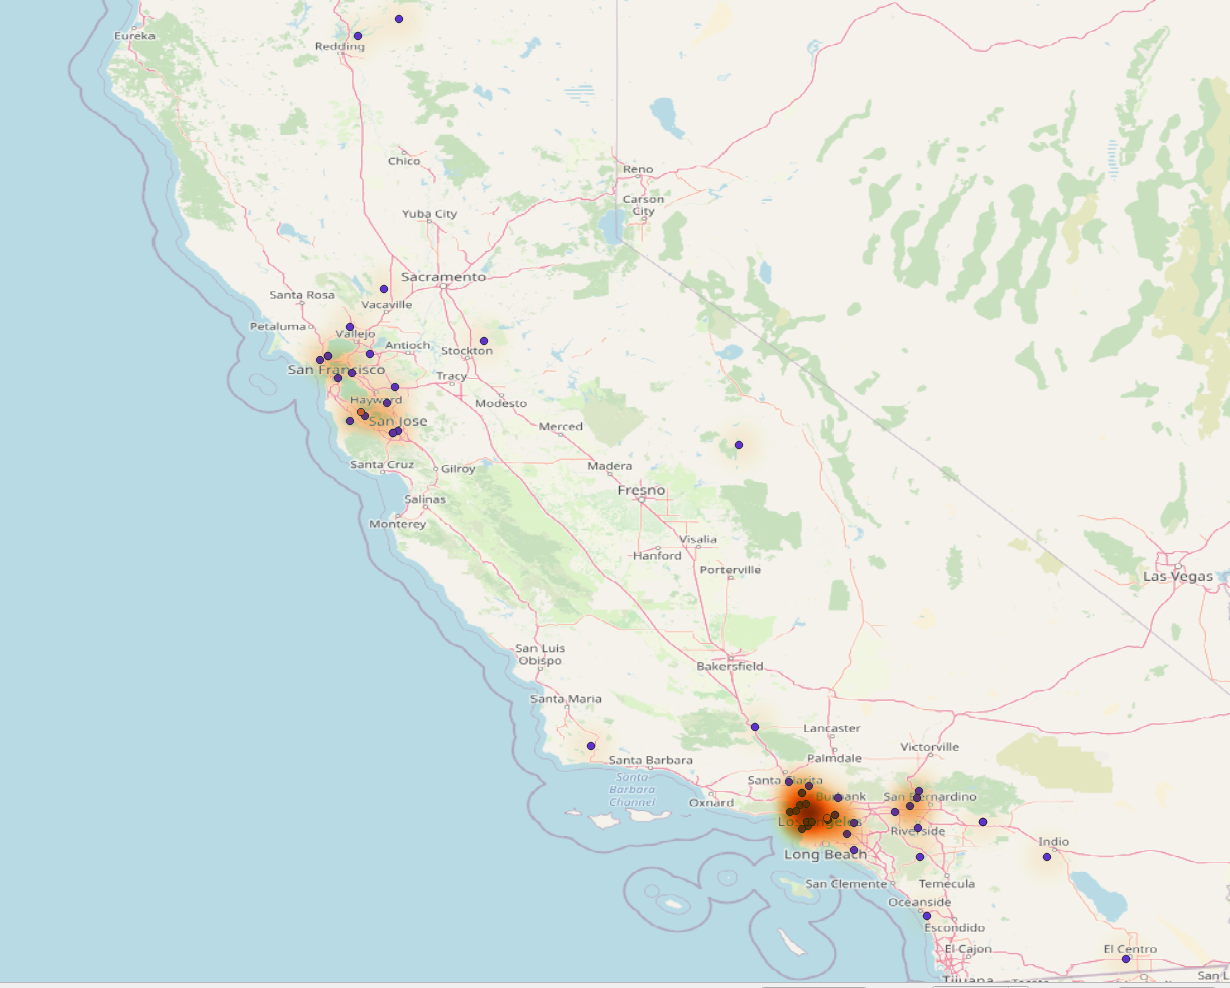 Eureka
Redding
Chico
Reno
Carson
City
Yuba City
Sacramento
Santa Rosa
Vacaville
Petaluma
Vallejo
Antioch
Stockton
San Francisco
Tracy
Hayward
Modesto
San Jose
Merced
Santa Cruz
Gilroy
Madera
Fresno
Salinas
Monterey
Visalia
Hanford
Porterville
Las Vegas
San Luis
Obispo
Bakersfield
Santa Maria
Lancaster
Victorville
Palmdale
Santa Barbara
Santa Clarita
Santa
Barbara
Channel
Oxnard
Burbank
San Bernardino
Los Angeles
Riverside
Indio
Long Beach
San Clemente
Temecula
Oceanside
Escondido
El Cajon
El Centro
Tijuana
San L